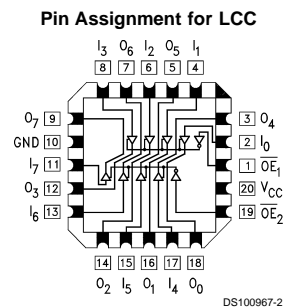 Pin Assignment for LCC
I3 O6 I2 O5 I1
8 7 6 5 4
O7 9
GND 10
I7 11
O3 12
I6 13
3 O4
2 I0
1 OE1
20 VCC
19 OE2
14 15 16 17 18
O2 I5 O1 I4 O0
DS100967-2